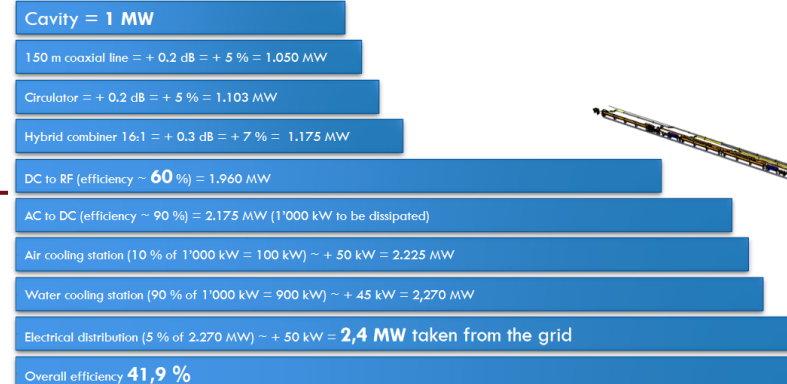 Cavity = 1 MW
150 m coaxial line = + 0.2 dB = + 5 % = 1.050 MW
Circulator = + 0.2 dB = + 5 % = 1.103 MW
Hybrid combiner 16:1 = + 0.3 dB = + 7 % = 1.175 MW
DC to RF (efficiency ~ 60 %) = 1.960 MW
AC to DC (efficiency ~ 90 %) = 2.175 MW (1'000 kW to be dissipated)
Air cooling station (10 % of 1'000 kW = 100 kW) ~ + 50 kW = 2.225 MW
Water cooling station (90 % of 1'000 kW = 900 kW) ~ + 45 kW = 2,270 MW
Electrical distribution (5 % of 2.270 MW) ~ + 50 kW = 2,4 MW taken from the grid
Overall efficiency 41,9 %